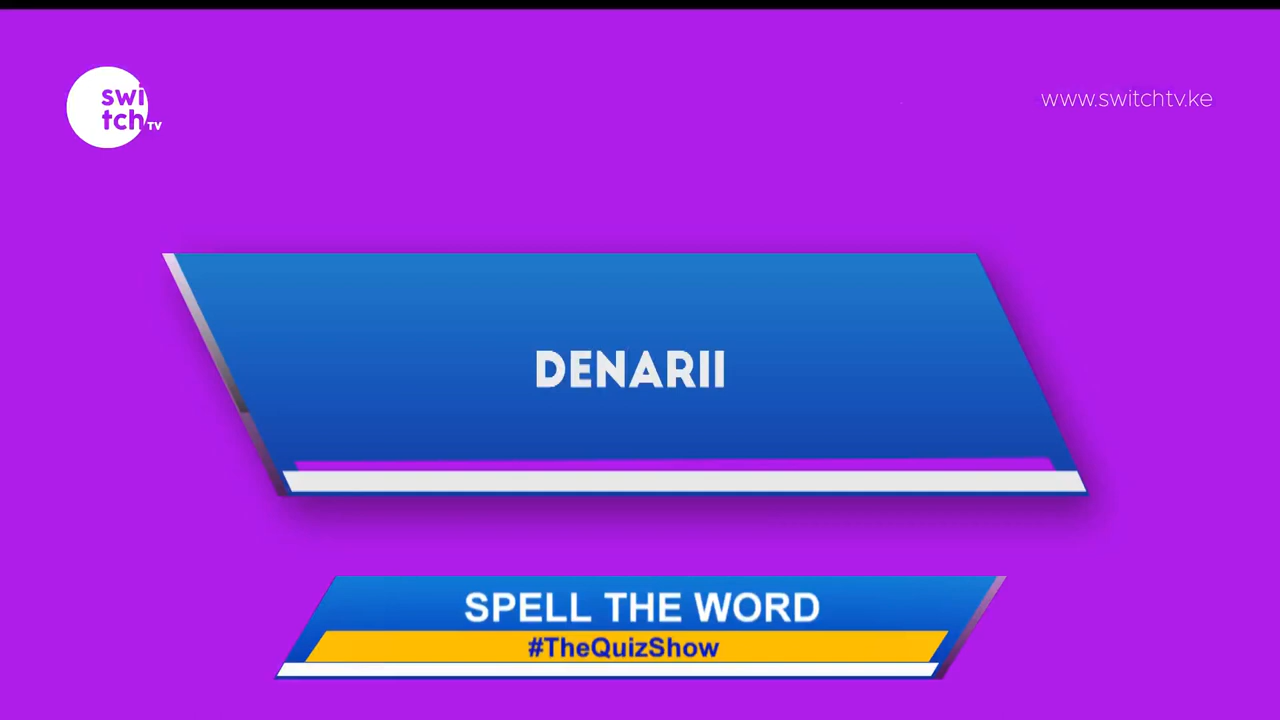 swi
tch TV
www.switchtv.ke
DENARII
SPELL THE WORD
#TheQuizShow